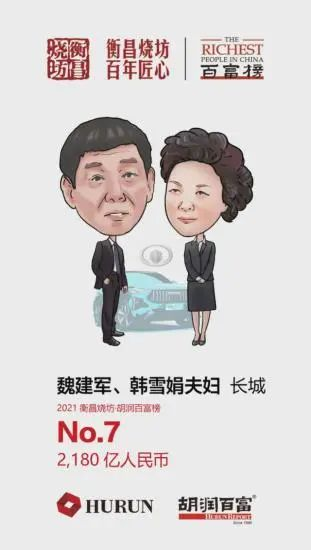 衡昌烧坊
衡昌烧坊
百年匠心
THE
RICHEST
PEOPLE IN CHINA
百富榜
魏建军、韩雪娟夫妇 长城
2021 衡昌烧坊·胡润百富榜
No.7
2,180 亿人民币
HURUN
胡润百富
HURUN REPORT
Since 1999